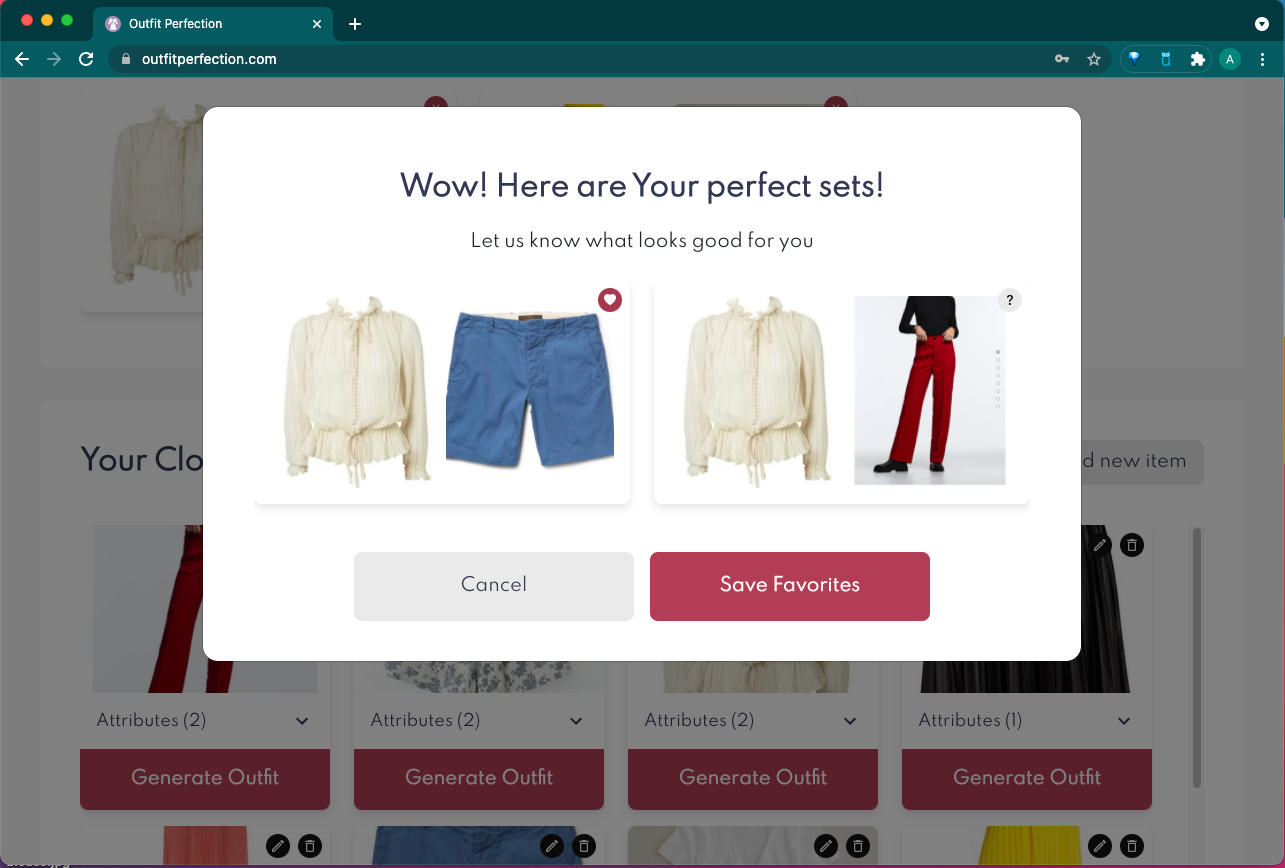 Outfit Perfection
outfitperfection.com
A
Wow! Here are Your perfect sets!
Let us know what looks good for you
?
Your Clo
d new item
Cancel
Save Favorites
Attributes (2)
Attributes (2)
Attributes (2)
Attributes (1)
Generate Outfit
Generate Outfit
Generate Outfit
Generate Outfit